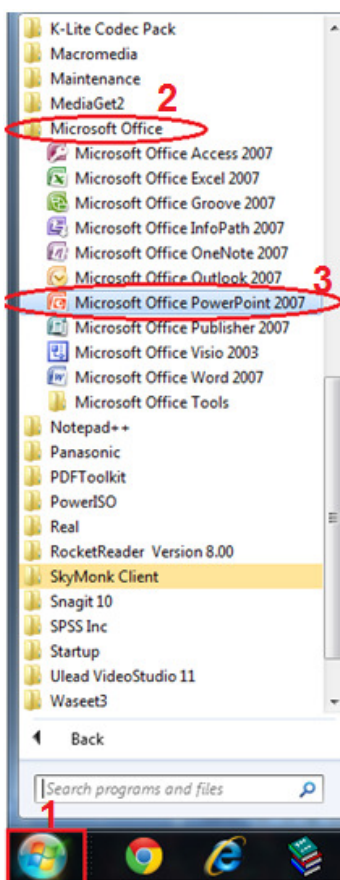 K-Lite Codec Pack
Macromedia
Maintenance
MediaGet2
2
Microsoft Office
Microsoft Office Access 2007
Microsoft Office Excel 2007
Microsoft Office Groove 2007
Microsoft Office InfoPath 2007
Microsoft Office OneNote 2007
Microsoft Office Outlook 2007
3
Microsoft Office PowerPoint 2007
Microsoft Office Publisher 2007
Microsoft Office Visio 2003
Microsoft Office Word 2007
Microsoft Office Tools
Notepad++
Panasonic
PDFToolkit
PowerISO
Real
RocketReader Version 8.00
SkyMonk Client
Snagit 10
SPSS Inc
Startup
Ulead VideoStudio 11
Waseet3
Back
Search programs and files
1